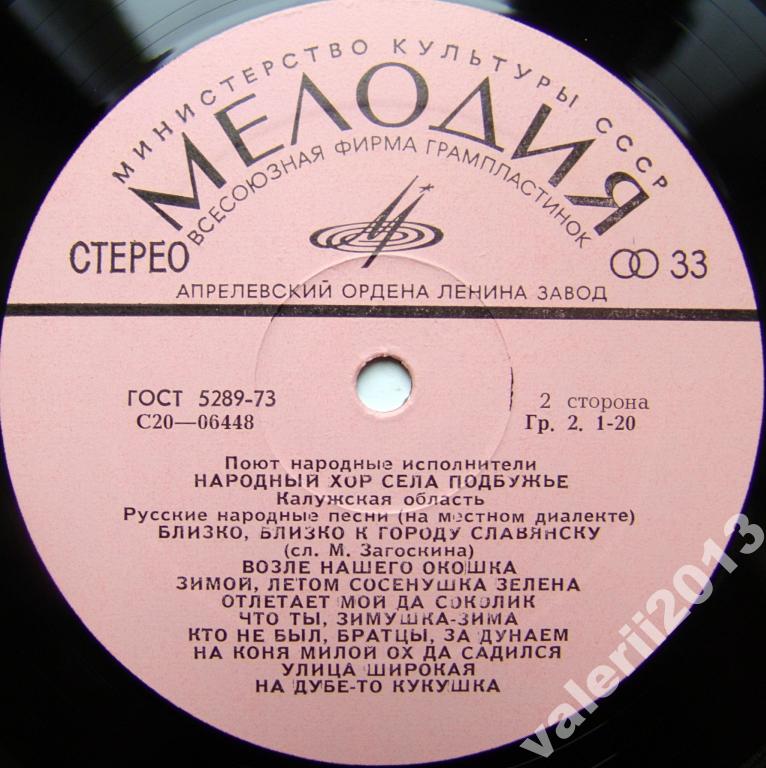 МИНИСТЕРСТВО КУЛЬТУРЫ СССР
МЕЛОДИЯ
ВСЕСОЮЗНАЯ ФИРМА ГРАМПЛАСТИНОК
СТЕРЕО
33
АПРЕЛЕВСКИЙ ОРДЕНА ЛЕНИНА ЗАВОД
ГОСТ 5289-73
С20—06448
2 сторона
Гр. 2. 1-20
Поют народные исполнители
НАРОДНЫЙ ХОР СЕЛА ПОДБУЖЬЕ
Калужская область
Русские народные песни (на местном диалекте)
БЛИЗКО, БЛИЗКО К ГОРОДУ СЛАВЯНСКУ
(сл. М. Загоскина)
ВОЗЛЕ НАШЕГО ОКОШКА
ЗИМОЙ, ЛЕТОМ СОСЕНУШКА ЗЕЛЕНА
ОТЛЕТАЕТ МОЙ ДА СОКОЛИК
ЧТО ТЫ, ЗИМУШКА-ЗИМА
КТО НЕ БЫЛ, БРАТЦЫ, ЗА ДУНАЕМ
НА КОНЯ МИЛОЙ ОХ ДА САДИЛСЯ
УЛИЦА ШИРОКАЯ
НА ДУБЕ-ТО КУКУШКА
valerii2013